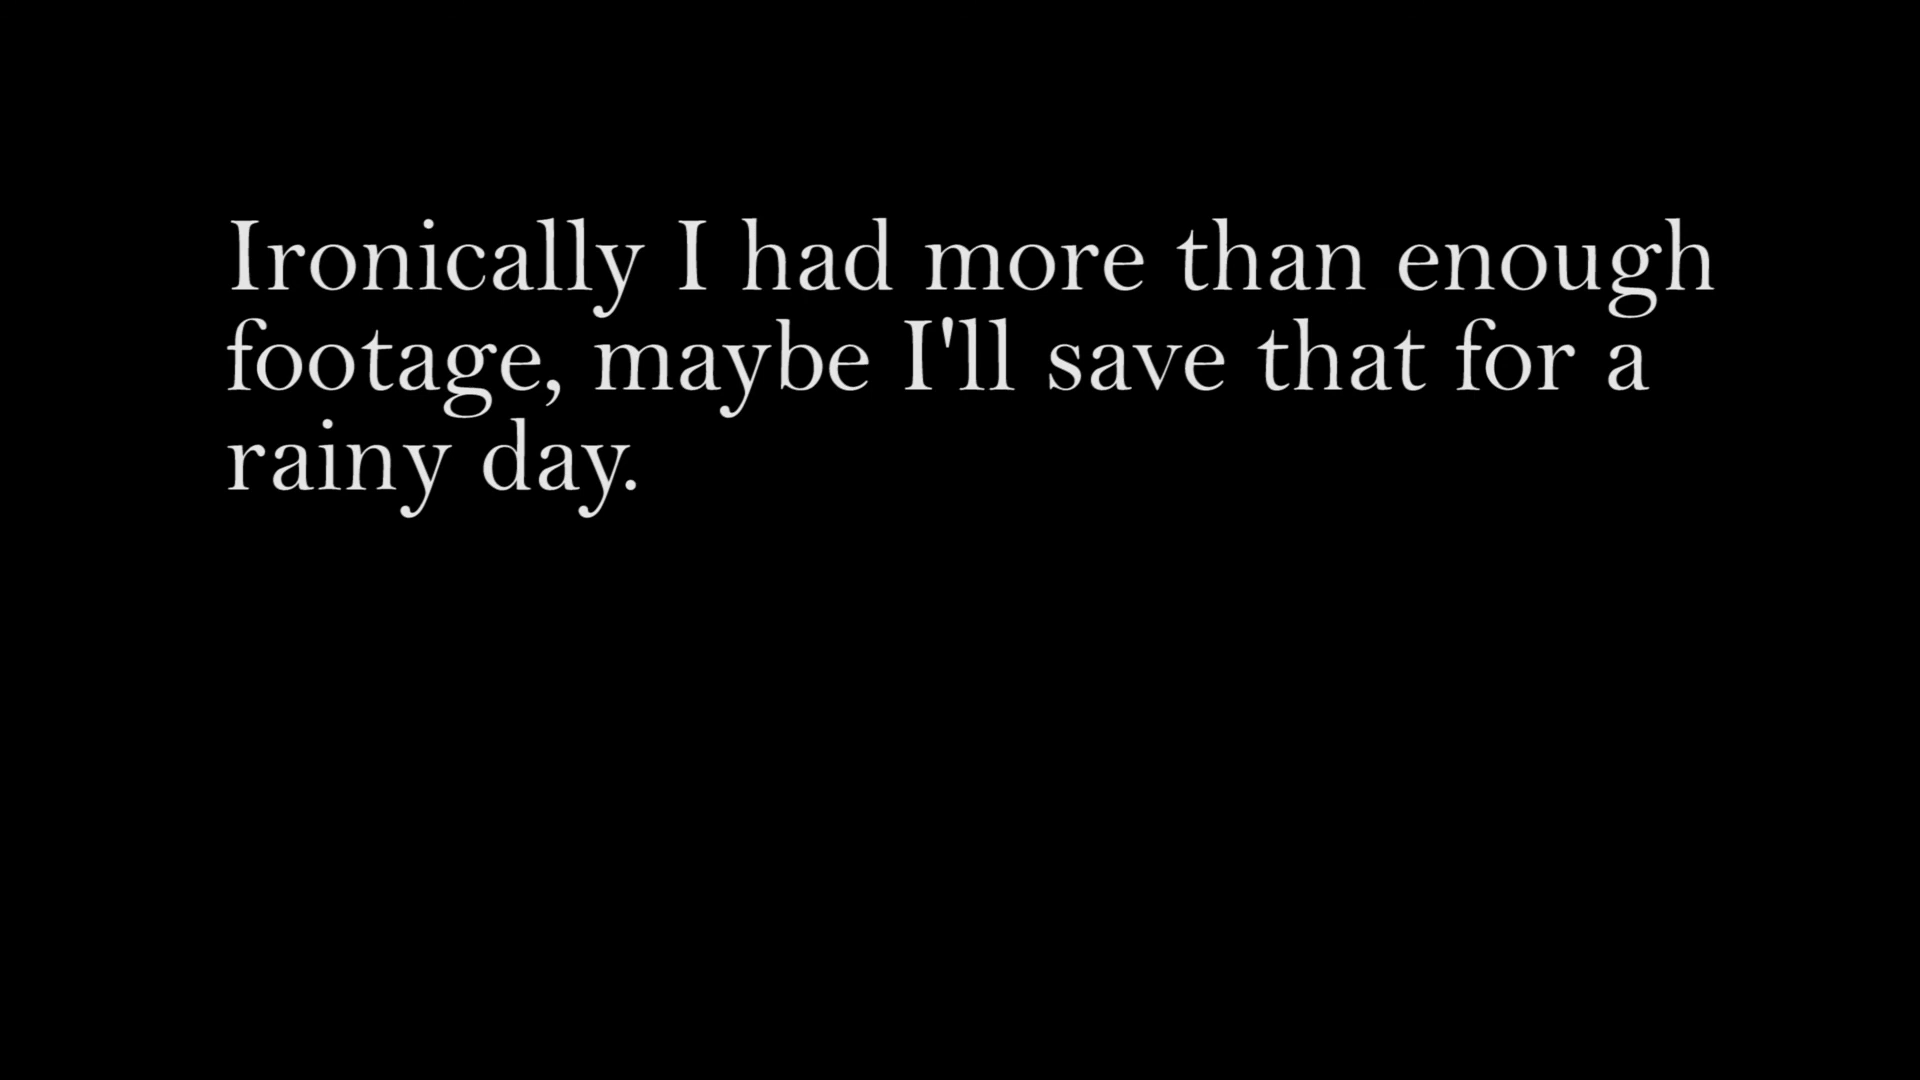 Ironically I had more than enough
footage, maybe I'll save that for a
rainy day.